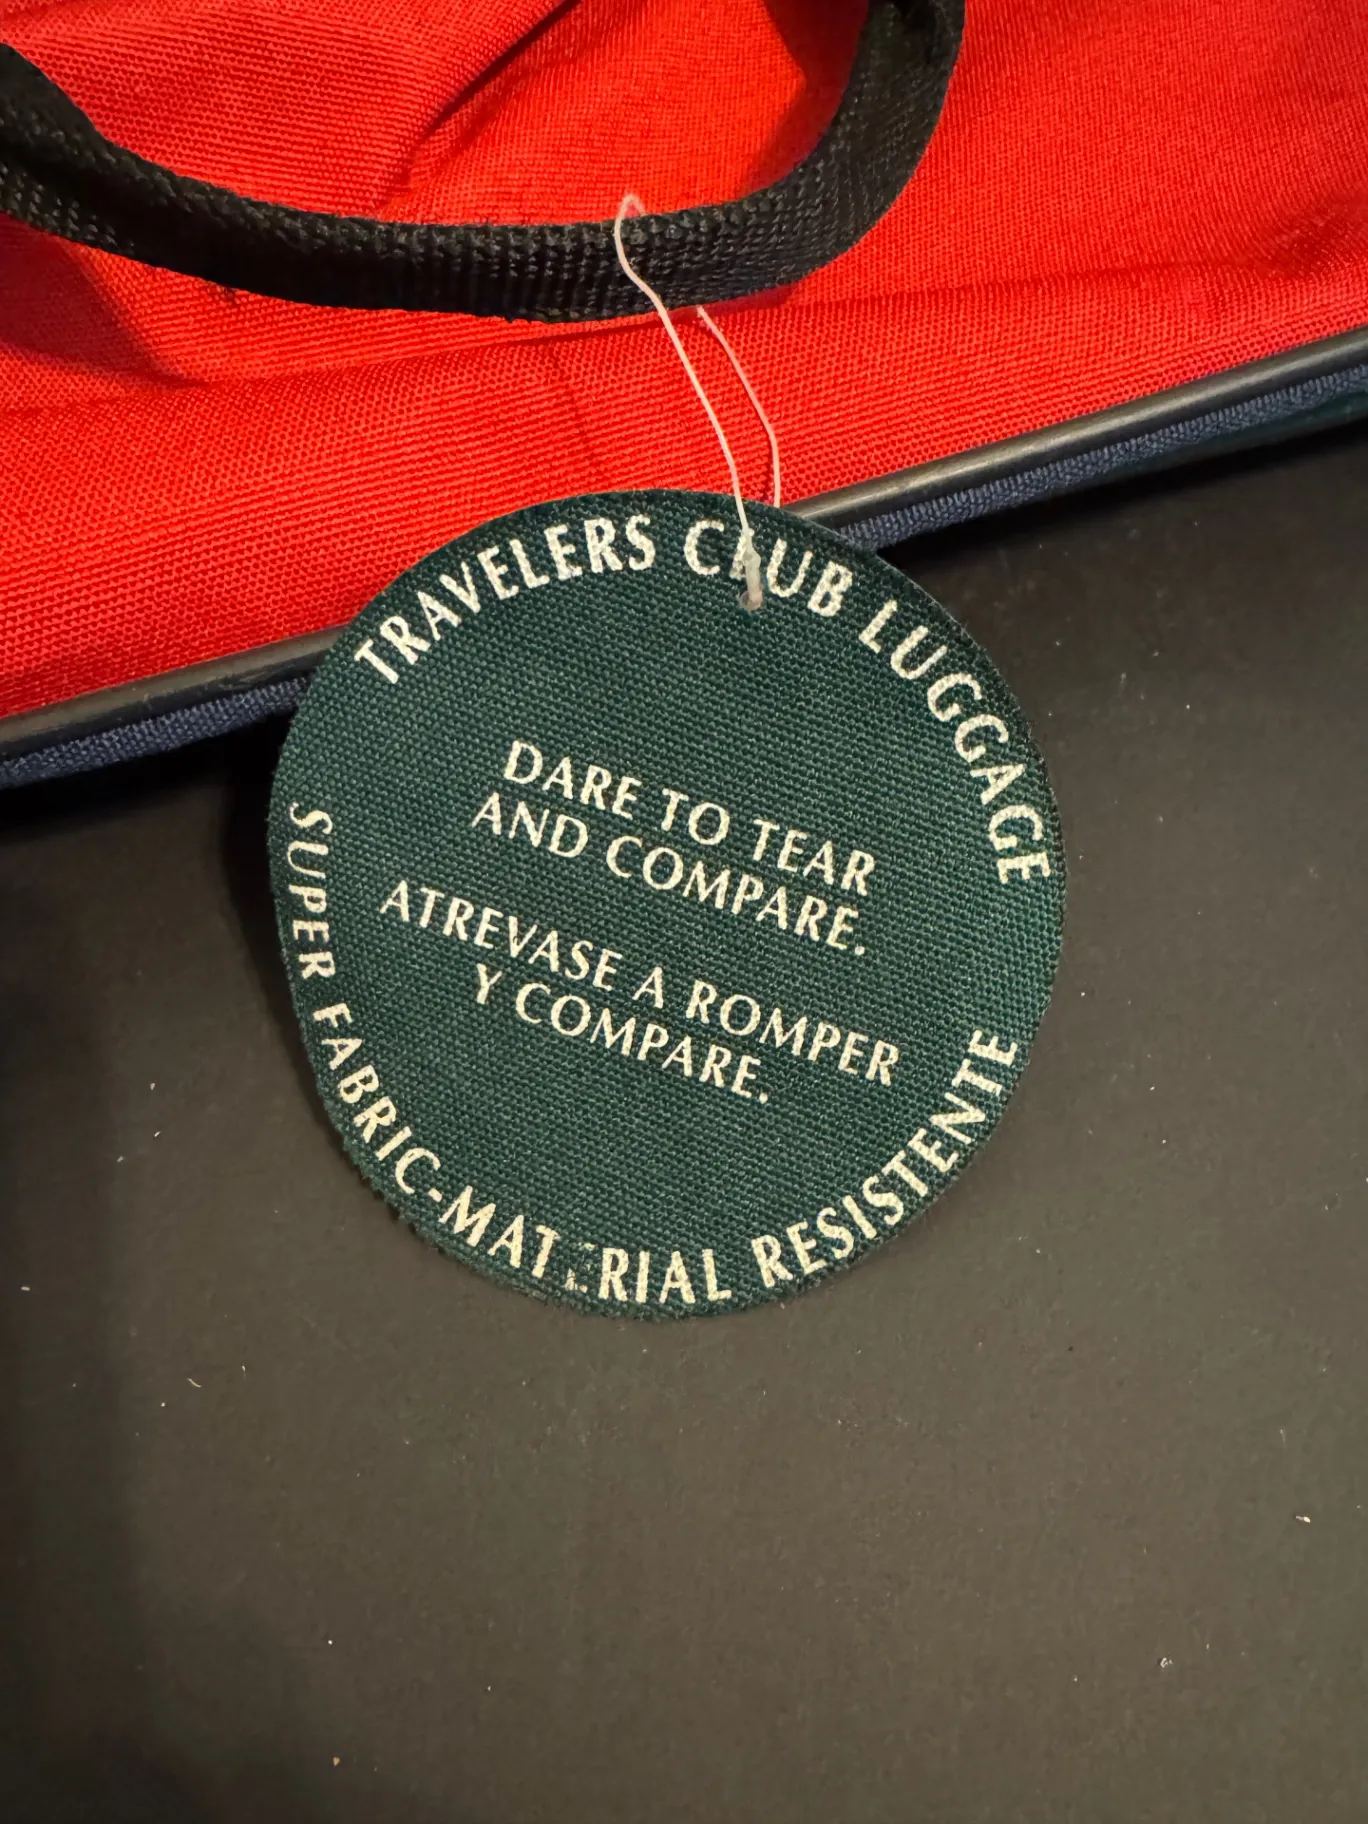 TRAVELERS CLUB LUGGAGE
DARE TO TEAR
AND COMPARE.
ATREVASE A ROMPER
Y COMPARE.
SUPER FABRIC-MATERIAL RESISTENTE